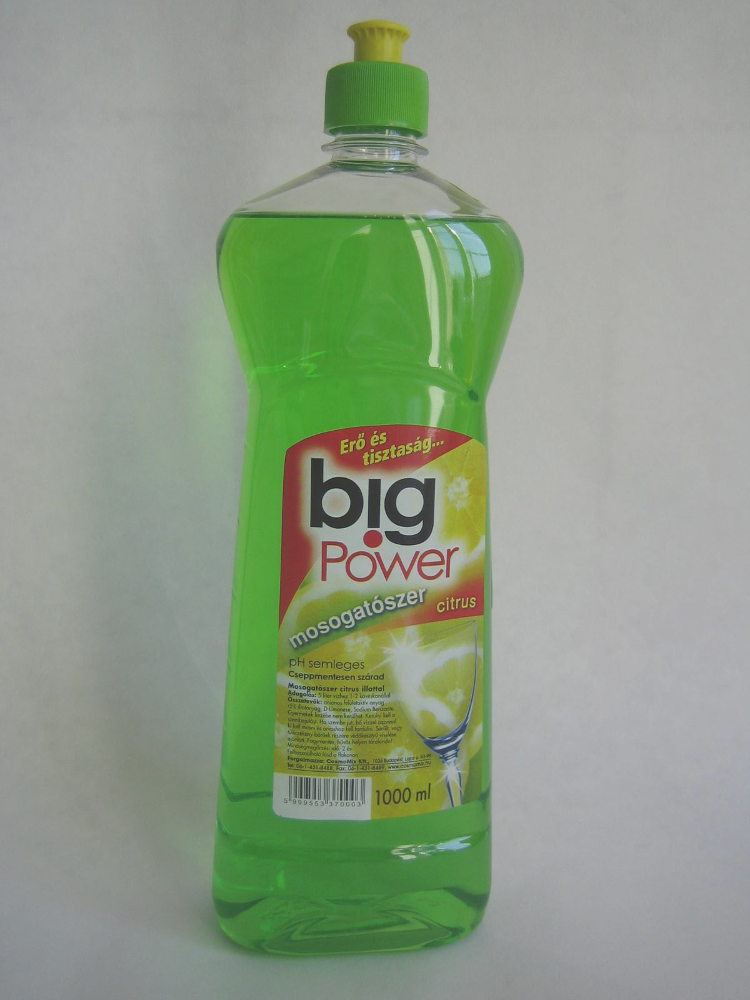 Erő és
tisztaság...
big
Power
mosogatószer
citrus
pH semleges
Cseppmentesen szárad
Mosogatószer citrus illattal
Adagolás: 5 liter vízhez 1-2 kávéskanállal
Összetevők: anionos felületaktív anyag
<5% illatanyag, D-Limonese, Sodium Benzoate.
Gyermekek kezébe nem kerülhet. Kerülni kell a
szembejutást. Ha szembe jut, bő vízzel azonnal
ki kell mosni és orvoshoz kell fordulni. Sérült, vagy
túlérzékeny bőrűek részére védőkesztyű viselése
ajánlott. Fagymentes, hűvös helyen tárolandó!
Minőségmegőrzési idő: 2 év.
Felhasználható:lásd a flakonon.
Forgalmazza: CosmoMix Kft., 1036 Budapest, Lajos u.
Tel: 06-1-431-8488, Fax: 06-1-431-8489, www.cosmomix.hu
5 999553 370003
1000 ml